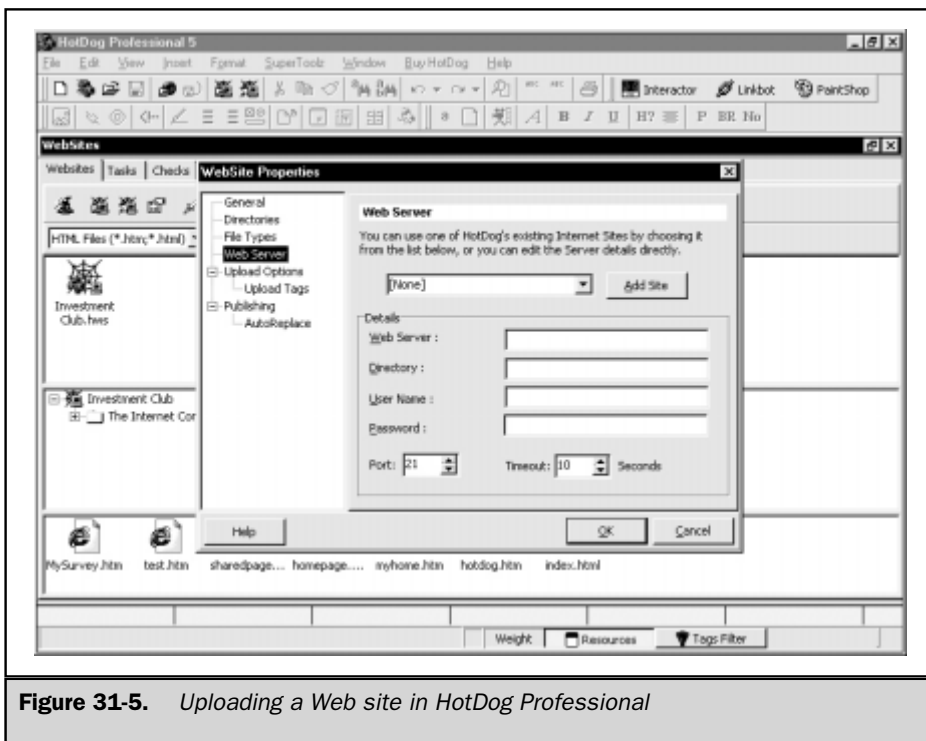 HotDog Professional 5
File Edit View Insert Format SuperTools Window Buy HotDog Help
Interactor Linkbot PaintShop
B I U H? P BR No
WebSites
Websites Tasks Checks
WebSite Properties
HTML Files (*.htm;*.html)
Investment
Club.hws
Investment Club
The Internet Cor
General
Directories
File Types
Web Server
Upload Options
Upload Tags
Publishing
AutoReplace
Web Server
You can use one of HotDog's existing Internet Sites by choosing it
from the list below, or you can edit the Server details directly.
[None] Add Site
Details
Web Server :
Directory :
User Name :
Password :
Port: 21 Timeout: 10 Seconds
Help OK Cancel
MySurvey.htm test.htm sharedpage... homepage.... myhome.htm hotdog.htm index.html
Weight Resources Tags Filter
Figure 31-5. Uploading a Web site in HotDog Professional